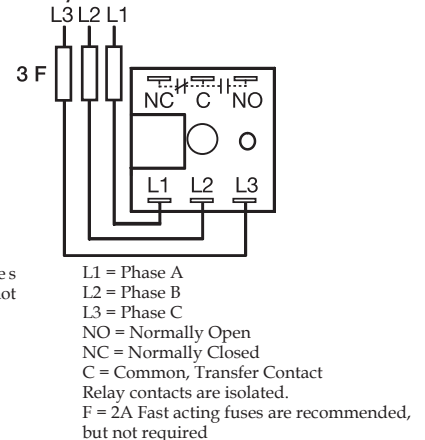 L3 L2 L1
3 F
NC C NO
L1 L2 L3
L1 = Phase A
L2 = Phase B
L3 = Phase C
NO = Normally Open
NC = Normally Closed
C = Common, Transfer Contact
Relay contacts are isolated.
F = 2A Fast acting fuses are recommended,
but not required